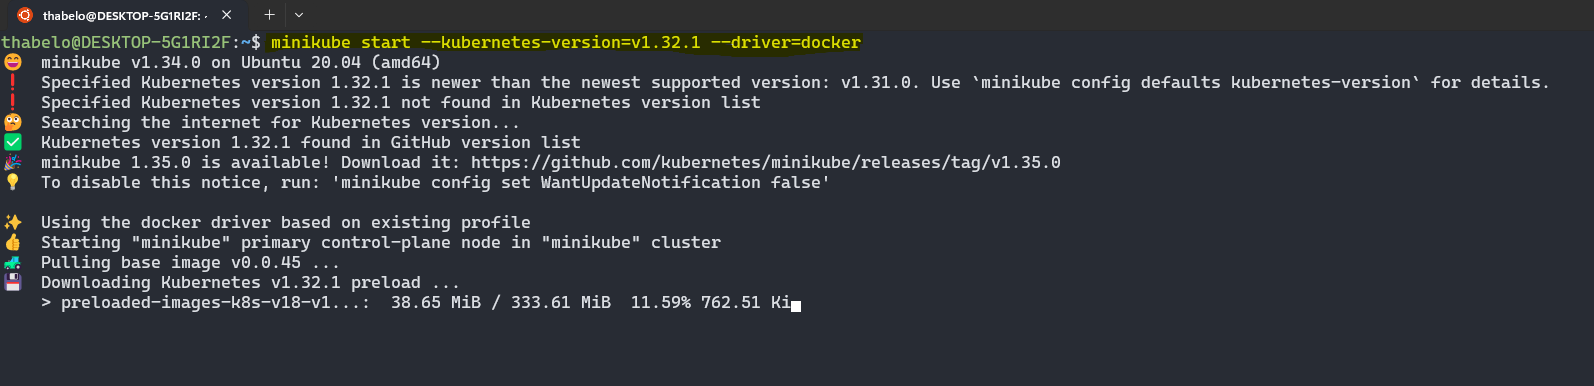 thabelo@DESKTOP-5G1RI2F: ~
thabelo@DESKTOP-5G1RI2F:~$ minikube start --kubernetes-version=v1.32.1 --driver=docker
😄 minikube v1.34.0 on Ubuntu 20.04 (amd64)
❗ Specified Kubernetes version 1.32.1 is newer than the newest supported version: v1.31.0. Use `minikube config defaults kubernetes-version` for details.
❗ Specified Kubernetes version 1.32.1 not found in Kubernetes version list
🤔 Searching the internet for Kubernetes version...
✅ Kubernetes version 1.32.1 found in GitHub version list
🎉 minikube 1.35.0 is available! Download it: https://github.com/kubernetes/minikube/releases/tag/v1.35.0
💡 To disable this notice, run: 'minikube config set WantUpdateNotification false'
✨ Using the docker driver based on existing profile
👍 Starting "minikube" primary control-plane node in "minikube" cluster
🚜 Pulling base image v0.0.45 ...
💾 Downloading Kubernetes v1.32.1 preload ...
> preloaded-images-k8s-v18-v1...: 38.65 MiB / 333.61 MiB 11.59% 762.51 Ki